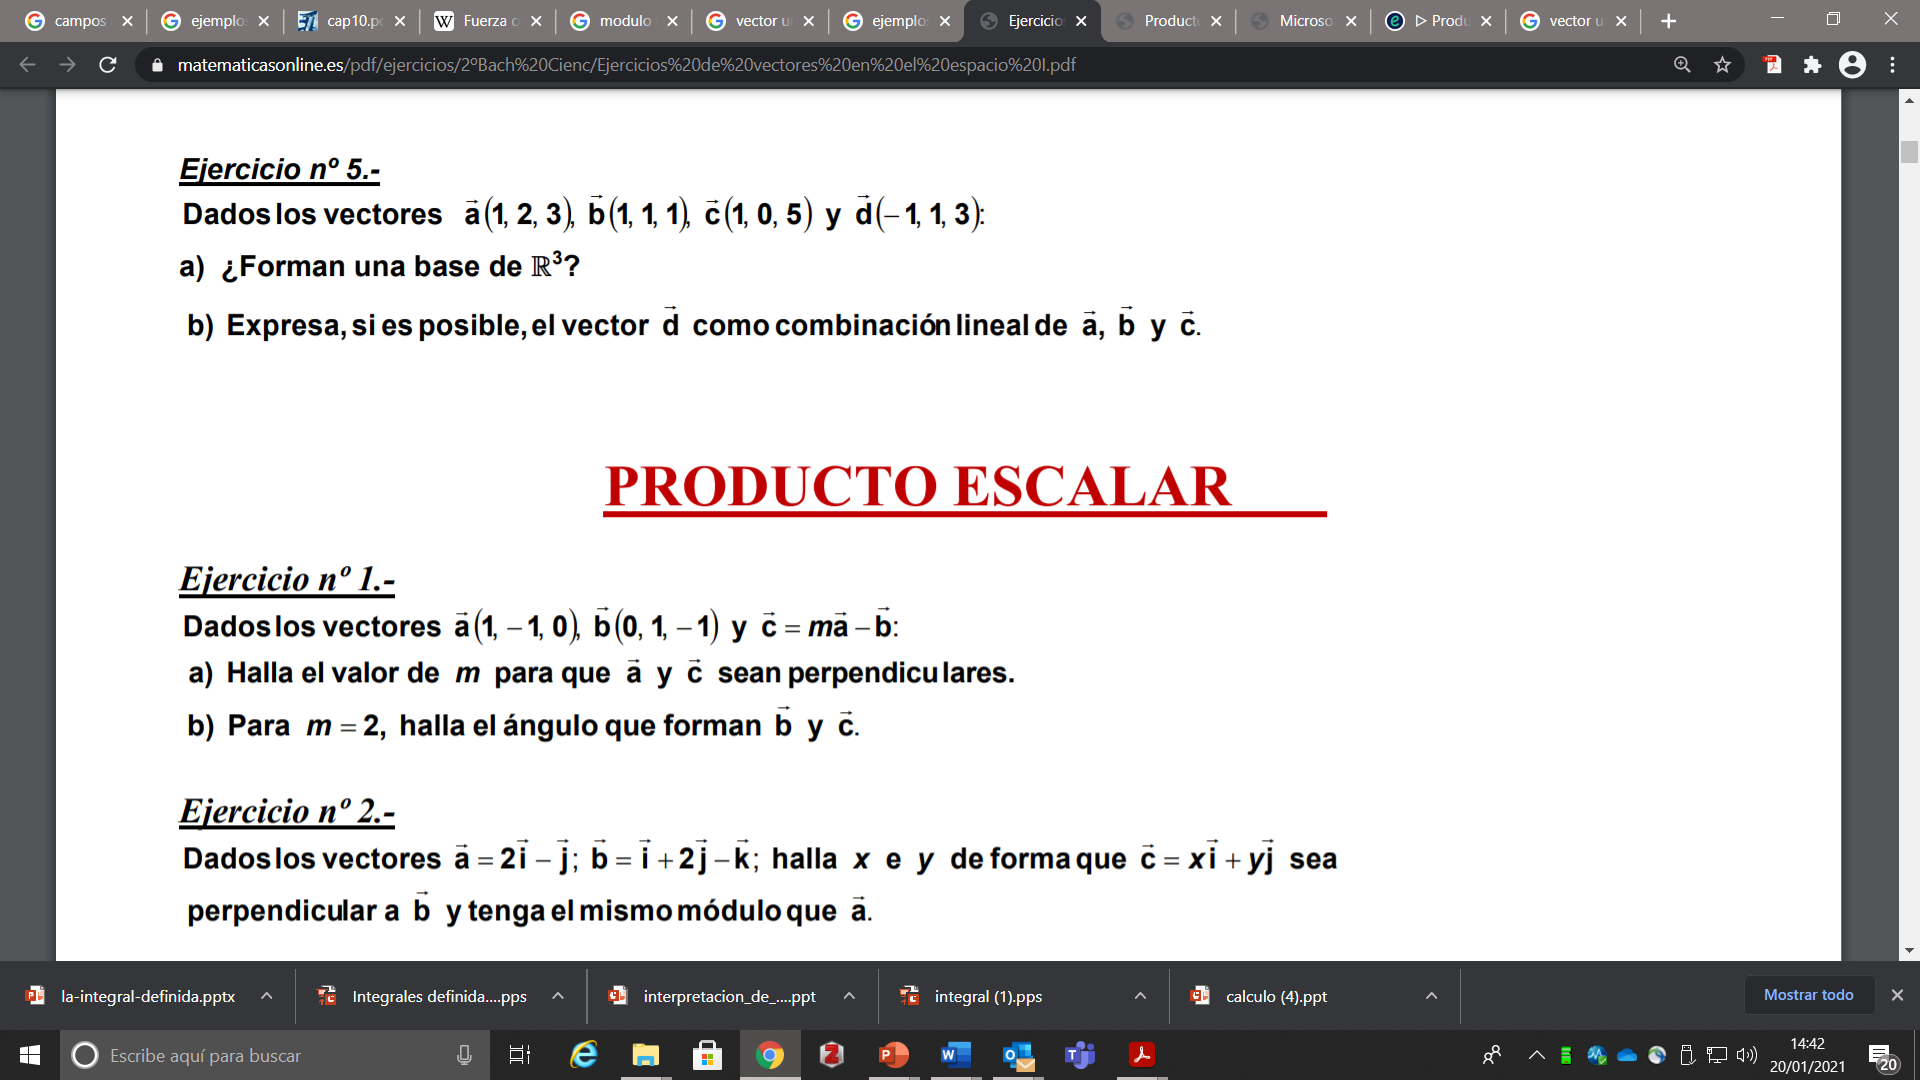 campos
ejemplo
cap10.p
Fuerza
modulo
vector u
ejemplo
Ejercicio
Product
Microso
▷ Produ
vector u
matematicasonline.es/pdf/ejercicios/2ºBach%20Cienc/Ejercicios%20de%20vectores%20en%20el%20espacio%20I.pdf
Ejercicio nº 5.-
Dados los vectores a⃗(1, 2, 3), b⃗(1, 1, 1), c⃗(1, 0, 5) y d⃗(−1, 1, 3):
a) ¿Forman una base de ℝ³?
b) Expresa, si es posible, el vector d⃗ como combinación lineal de a⃗, b⃗ y c⃗.
PRODUCTO ESCALAR
Ejercicio nº 1.-
Dados los vectores a⃗(1, −1, 0), b⃗(0, 1, −1) y c⃗ = ma⃗ − b⃗:
a) Halla el valor de m para que a⃗ y c⃗ sean perpendiculares.
b) Para m = 2, halla el ángulo que forman b⃗ y c⃗.
Ejercicio nº 2.-
Dados los vectores a⃗ = 2i⃗ − j⃗; b⃗ = i⃗ + 2j⃗ − k⃗; halla x e y de forma que c⃗ = xi⃗ + yj⃗ sea
perpendicular a b⃗ y tenga el mismo módulo que a⃗.
la-integral-definida.pptx
Integrales definida....pps
interpretacion_de_....ppt
integral (1).pps
calculo (4).ppt
Mostrar todo
Escribe aquí para buscar
14:42
20/01/2021
20